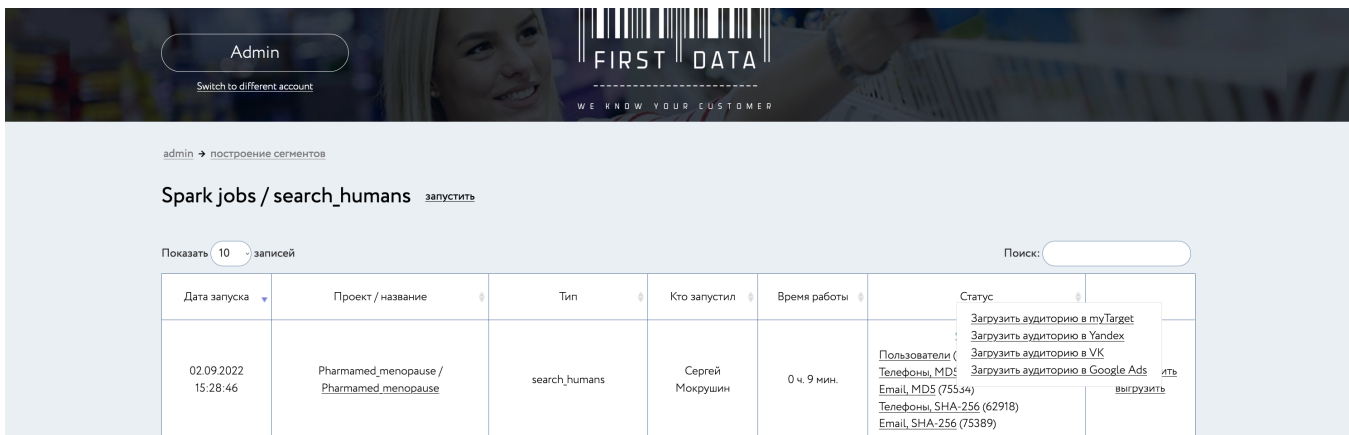 Admin
Switch to different account
FIRST DATA
WE KNOW YOUR CUSTOMER
admin → построение сегментов
Spark jobs / search_humans запустить
Показать 10 записей
Поиск:
Дата запуска Проект / название Тип Кто запустил Время работы Статус
Загрузить аудиторию в myTarget
Загрузить аудиторию в Yandex
Загрузить аудиторию в VK
Загрузить аудиторию в Google Ads
02.09.2022
15:28:46
Pharmamed_menopause /
Pharmamed_menopause
search_humans
Сергей
Мокрушин
0 ч. 9 мин.
Пользователи (
Телефоны, MD5
Email, MD5 (75534)
Телефоны, SHA-256 (62918)
Email, SHA-256 (75389)
выгрузить